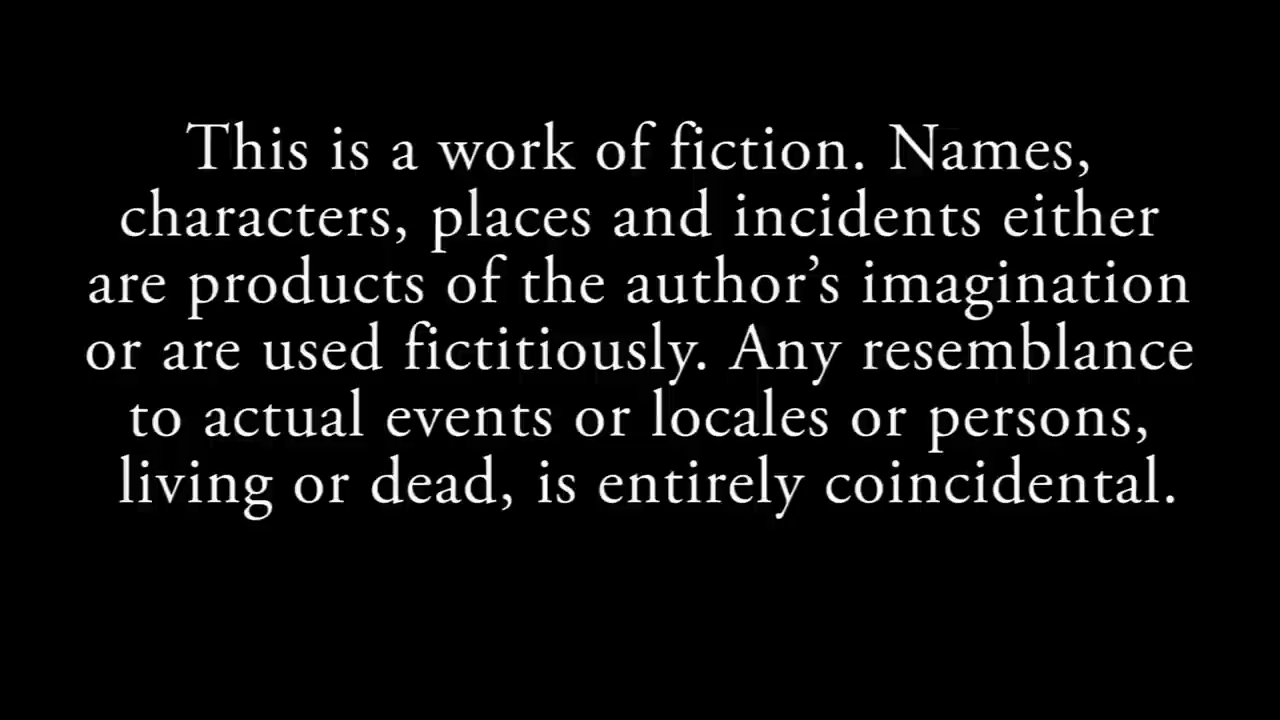 This is a work of fiction. Names,
characters, places and incidents either
are products of the author’s imagination
or are used fictitiously. Any resemblance
to actual events or locales or persons,
living or dead, is entirely coincidental.